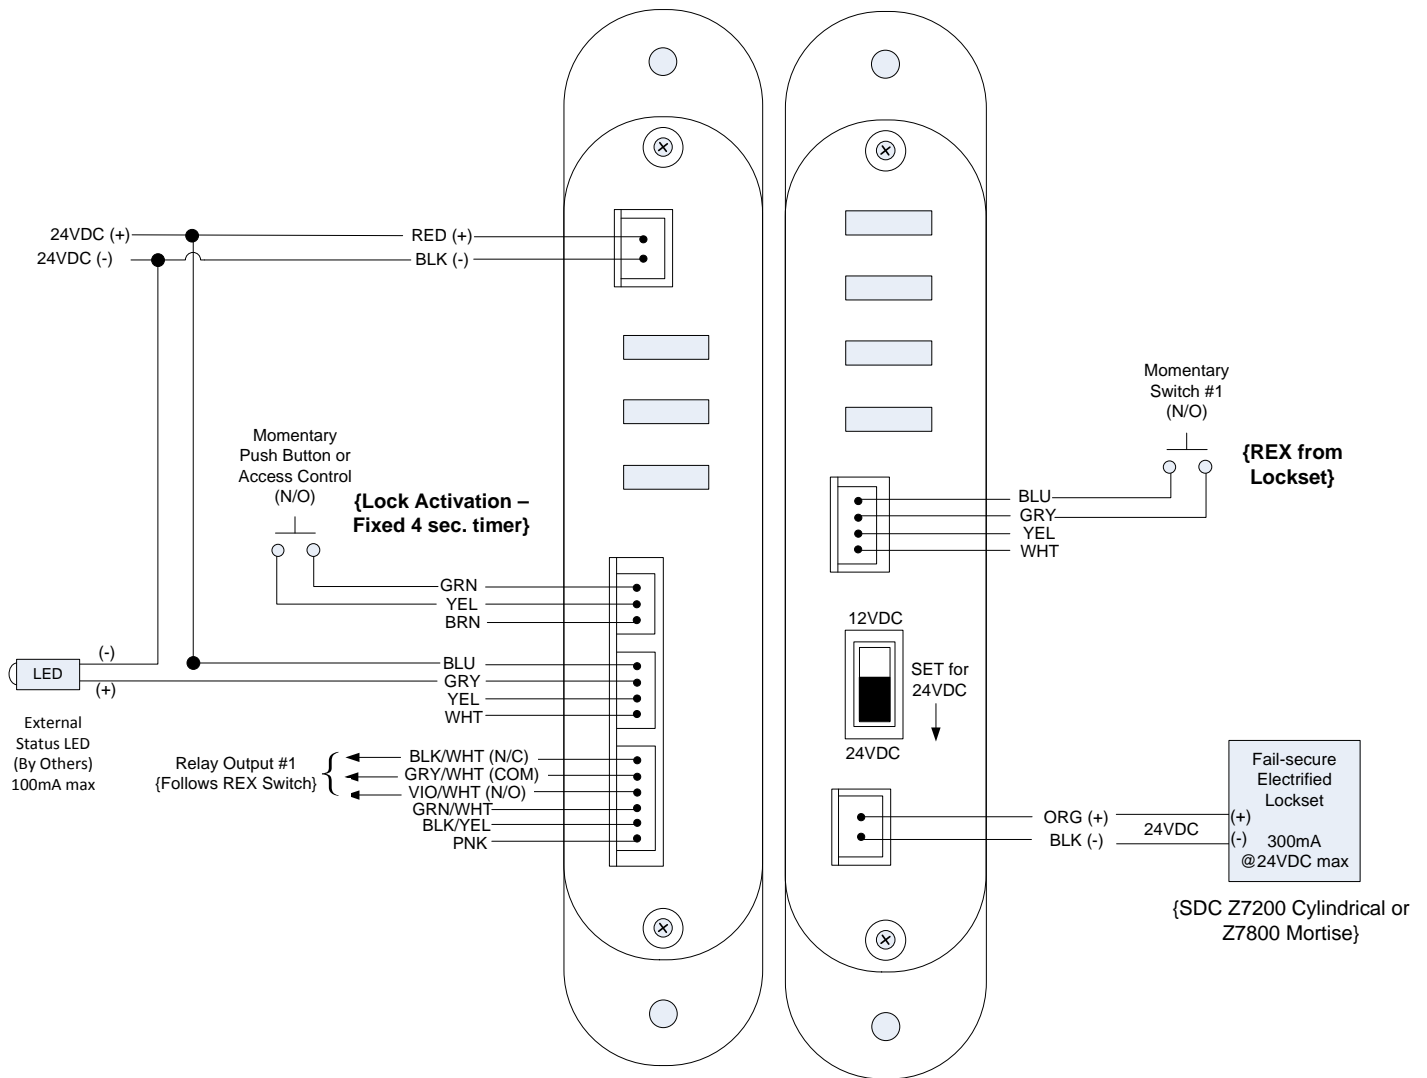 24VDC (+)
RED (+)
24VDC (-)
BLK (-)
Momentary
Push Button or
Access Control
(N/O)
{Lock Activation –
Fixed 4 sec. timer}
GRN
YEL
BRN
BLU
GRY
YEL
WHT
(-)
LED
(+)
External
Status LED
(By Others)
100mA max
Relay Output #1
{Follows REX Switch}
BLK/WHT (N/C)
GRY/WHT (COM)
VIO/WHT (N/O)
GRN/WHT
BLK/YEL
PNK
Momentary
Switch #1
(N/O)
{REX from
Lockset}
BLU
GRY
YEL
WHT
12VDC
SET for
24VDC
24VDC
ORG (+)
BLK (-)
24VDC
(+)
(-)
Fail-secure
Electrified
Lockset
300mA
@24VDC max
{SDC Z7200 Cylindrical or
Z7800 Mortise}